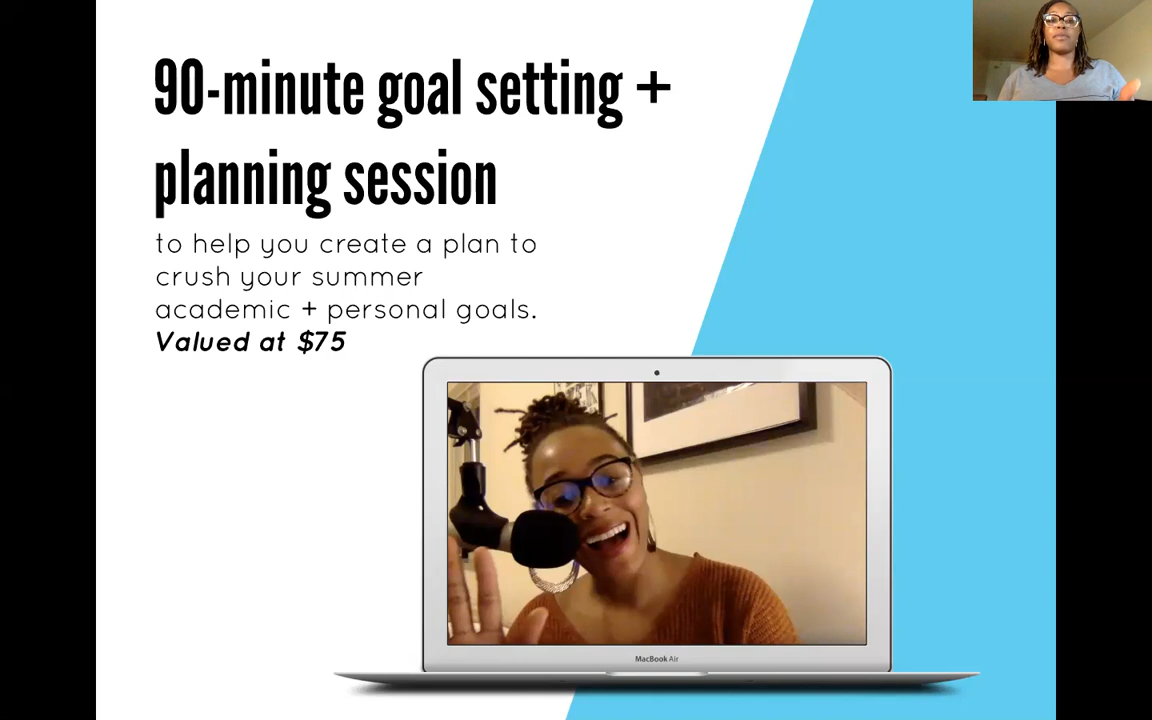 90-minute goal setting +
planning session
to help you create a plan to
crush your summer
academic + personal goals.
Valued at $75
MacBook Air